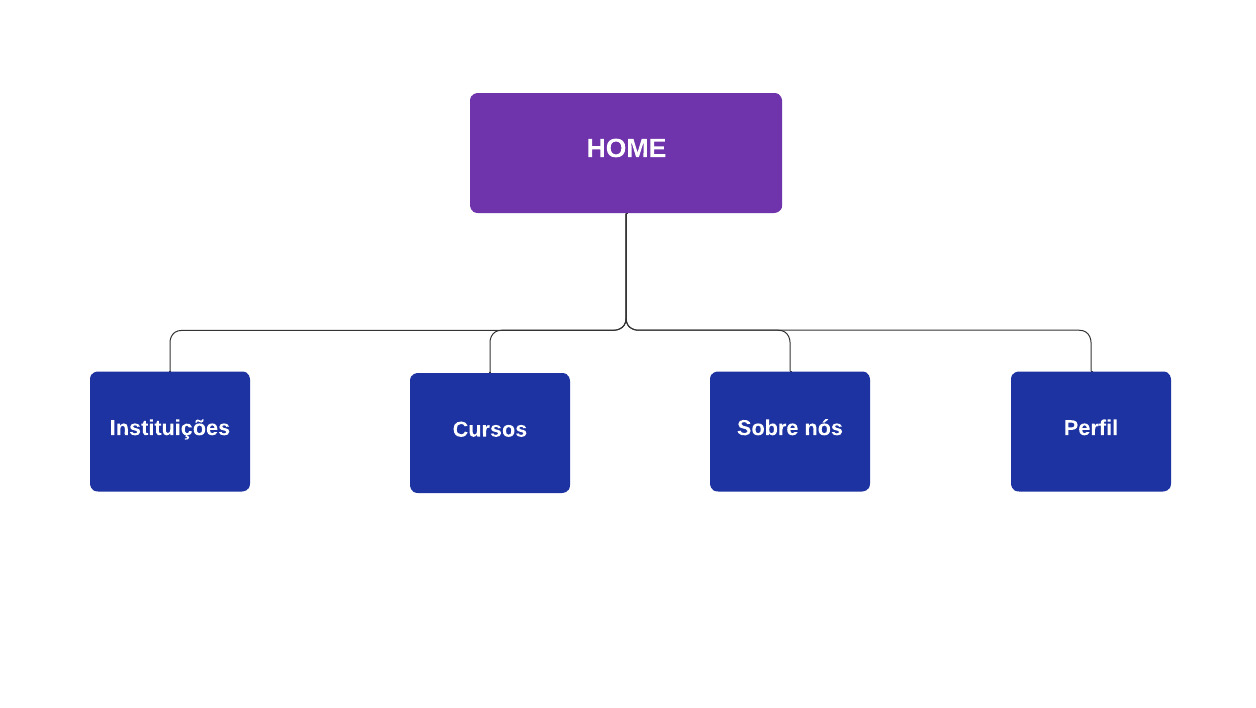 HOME
Instituições
Cursos
Sobre nós
Perfil